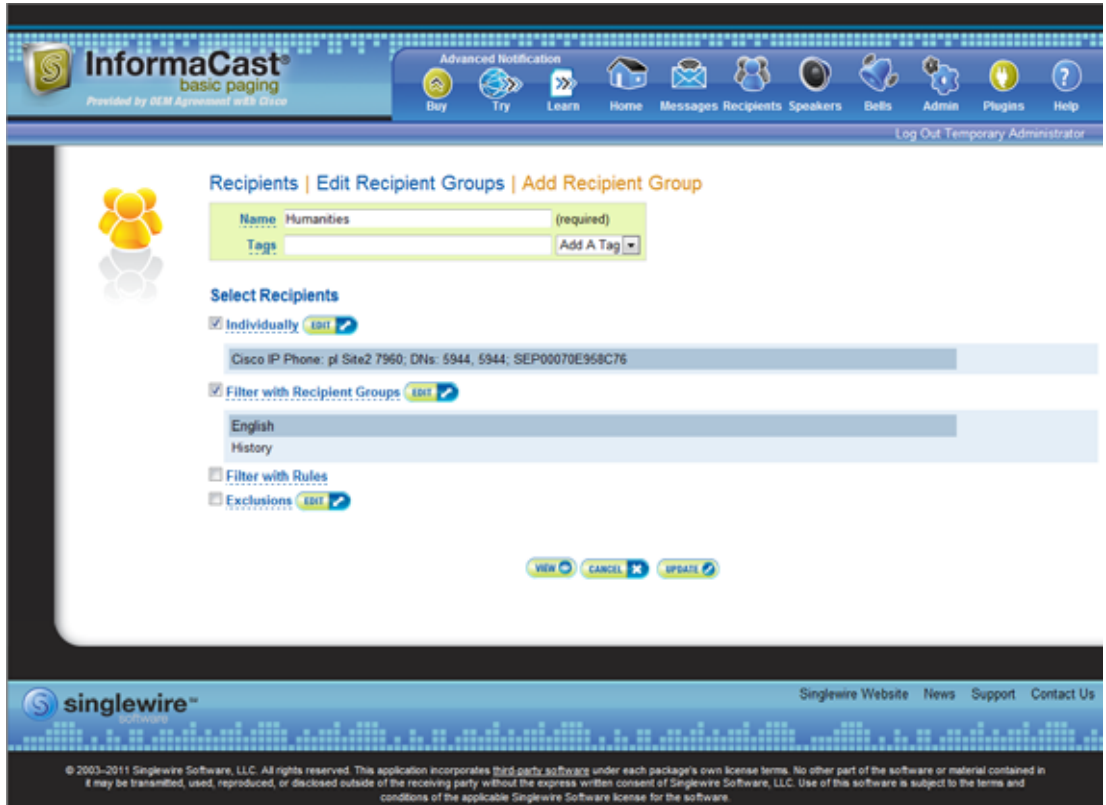 InformaCast®
basic paging
Provided by OEM Agreement with Cisco
Advanced Notification
Buy Try Learn Home Messages Recipients Speakers Bells Admin Plugins Help
Log Out Temporary Administrator
Recipients | Edit Recipient Groups | Add Recipient Group
Name Humanities (required)
Tags Add A Tag
Select Recipients
Individually EDIT
Cisco IP Phone: pl Site2 7960; DNs: 5944, 5944; SEP00070E958C76
Filter with Recipient Groups EDIT
English
History
Filter with Rules
Exclusions EDIT
VIEW CANCEL UPDATE
singlewire™
software
Singlewire Website News Support Contact Us
© 2003–2011 Singlewire Software, LLC. All rights reserved. This application incorporates third-party software under each package's own license terms. No other part of the software or material contained in
it may be transmitted, used, reproduced, or disclosed outside of the receiving party without the express written consent of Singlewire Software, LLC. Use of this software is subject to the terms and
conditions of the applicable Singlewire Software license for the software.